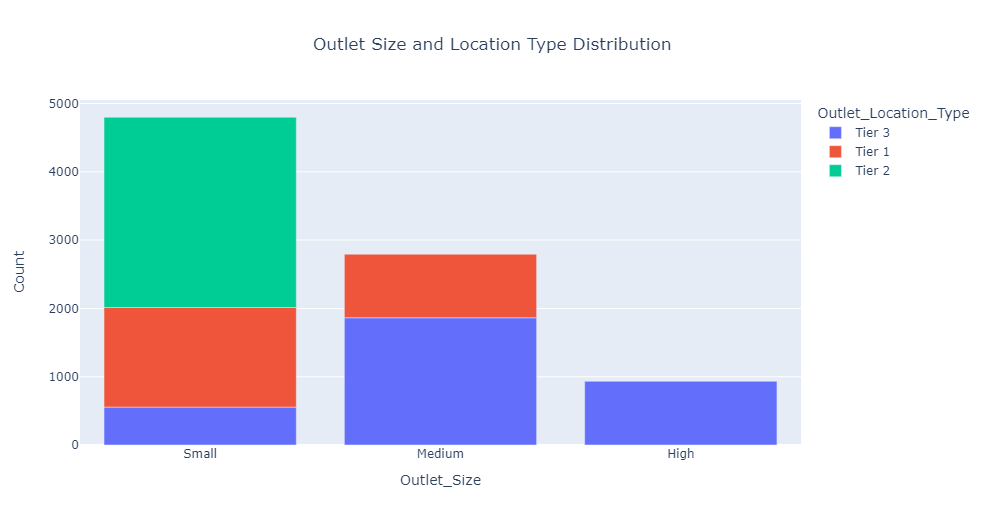 Outlet Size and Location Type Distribution
Outlet_Location_Type
Tier 3
Tier 1
Tier 2
Count
5000
4000
3000
2000
1000
0
Small
Medium
High
Outlet_Size